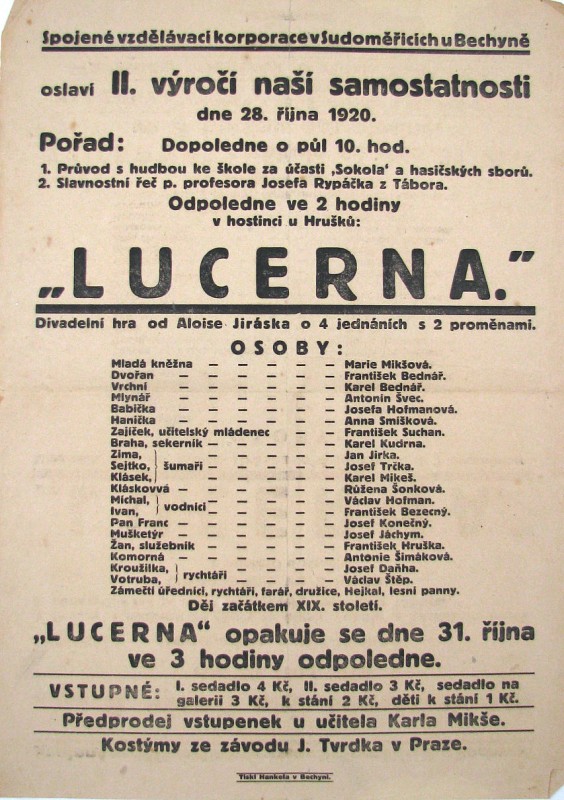 Spojené vzdělávací korporace v Sudoměřicích u Bechyně
oslaví II. výročí naší samostatnosti
dne 28. října 1920.
Pořad: Dopoledne o půl 10. hod.
1. Průvod s hudbou ke škole za účasti ‚Sokola‘ a hasičských sborů.
2. Slavnostní řeč p. profesora Josefa Rypáčka z Tábora.
Odpoledne ve 2 hodiny
v hostinci u Hrušků:
„LUCERNA.“
Divadelní hra od Aloise Jiráska o 4 jednáních s 2 proměnami.
OSOBY:
Mladá kněžna — — — — — — Marie Mikšová.
Dvořan — — — — — — František Bednář.
Vrchní — — — — — — Karel Bednář.
Mlynář — — — — — — Antonín Švec.
Babička — — — — — — Josefa Hofmanová.
Hanička — — — — — — Anna Smíšková.
Zajíček, učitelský mládenec — — — František Suchan.
Braha, sekerník — — — — — Karel Kudrna.
Zima, — — — — Jan Jirka.
Sejtko, } šumaři — — — — — Josef Trčka.
Klásek, — — — — Karel Mikeš.
Kláskovvá — — — — — — Růžena Šonková.
Michal, } vodníci — — — — Václav Hofman.
Ivan, — — — — František Bezecný.
Pan Franc — — — — — — Josef Konečný.
Mušketýr — — — — — — Josef Jáchym.
Žan, služebník — — — — — František Hruška.
Komorná — — — — — — Antonie Šimáková.
Kroužilka, } rychtáři — — — — Josef Daňha.
Votruba, — — — — Václav Štěp.
Zámečtí úředníci, rychtáři, farář, družice, Hejkal, lesní panny.
Děj začátkem XIX. století.
„LUCERNA“ opakuje se dne 31. října
ve 3 hodiny odpoledne.
VSTUPNÉ: I. sedadlo 4 Kč, II. sedadlo 3 Kč, sedadlo na
galerii 3 Kč, k stání 2 Kč, děti k stání 1 Kč.
Předprodej vstupenek u učitela Karla Mikše.
Kostýmy ze závodu J. Tvrdka v Praze.
Tiskl Hankela v Bechyni.